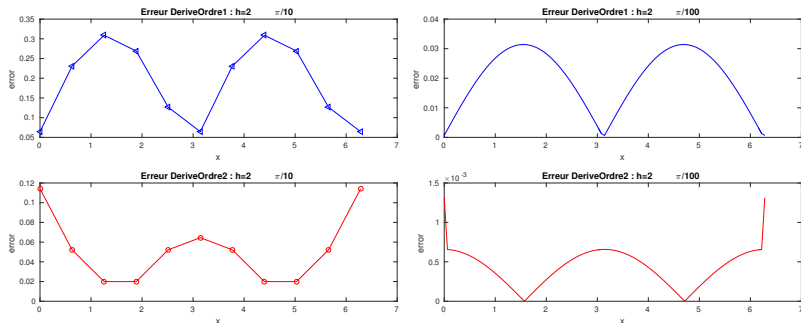 Erreur DeriveOrdre1 : h=2 π/10
error
0.35
0.3
0.25
0.2
0.15
0.1
0.05
0 1 2 3 4 5 6 7
x
Erreur DeriveOrdre1 : h=2 π/100
error
0.04
0.03
0.02
0.01
0
0 1 2 3 4 5 6 7
x
Erreur DeriveOrdre2 : h=2 π/10
error
0.12
0.1
0.08
0.06
0.04
0.02
0
0 1 2 3 4 5 6 7
x
Erreur DeriveOrdre2 : h=2 π/100
×10⁻³
error
1.5
1
0.5
0
0 1 2 3 4 5 6 7
x